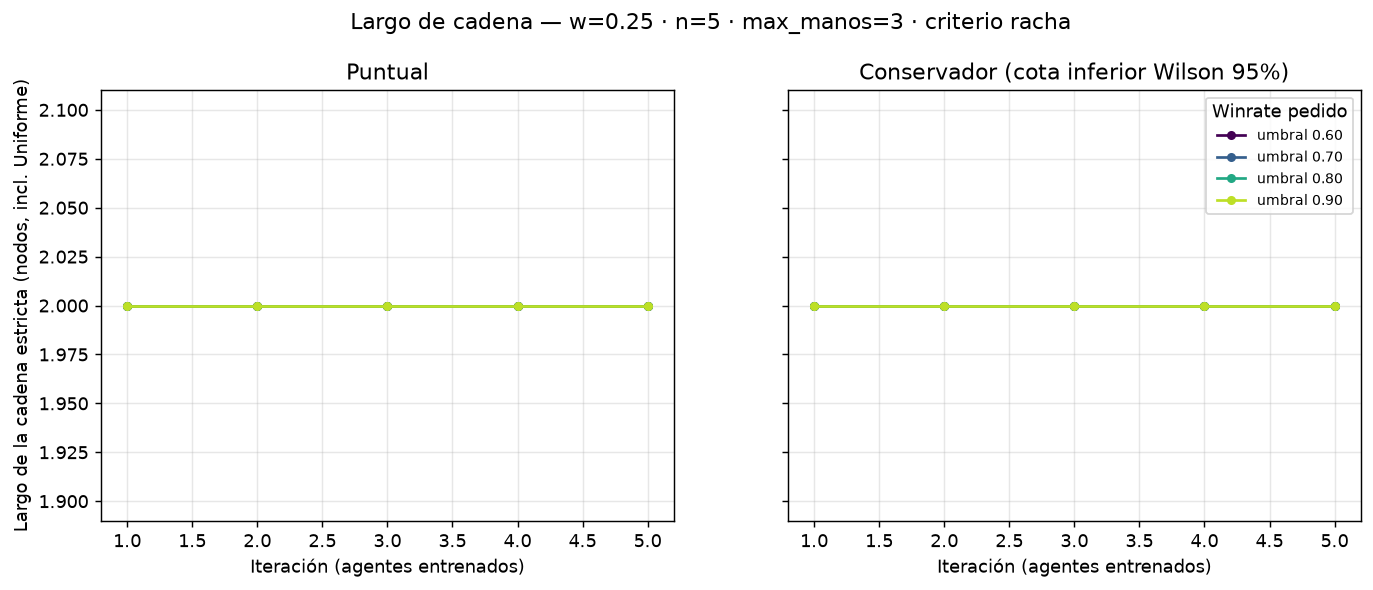 Largo de cadena — w=0.25 · n=5 · max_manos=3 · criterio racha
Puntual
Largo de la cadena estricta (nodos, incl. Uniforme)
2.100
2.075
2.050
2.025
2.000
1.975
1.950
1.925
1.900
1.0 1.5 2.0 2.5 3.0 3.5 4.0 4.5 5.0
Iteración (agentes entrenados)
Conservador (cota inferior Wilson 95%)
Winrate pedido
umbral 0.60
umbral 0.70
umbral 0.80
umbral 0.90
1.0 1.5 2.0 2.5 3.0 3.5 4.0 4.5 5.0
Iteración (agentes entrenados)